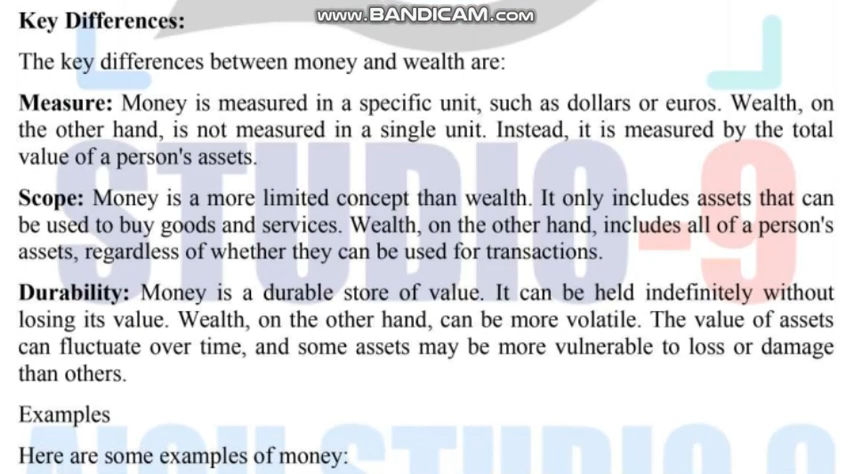 www.BANDICAM.com
Key Differences:
The key differences between money and wealth are:
Measure: Money is measured in a specific unit, such as dollars or euros. Wealth, on
the other hand, is not measured in a single unit. Instead, it is measured by the total
value of a person's assets.
Scope: Money is a more limited concept than wealth. It only includes assets that can
be used to buy goods and services. Wealth, on the other hand, includes all of a person's
assets, regardless of whether they can be used for transactions.
STUDIO-9
Durability: Money is a durable store of value. It can be held indefinitely without
losing its value. Wealth, on the other hand, can be more volatile. The value of assets
can fluctuate over time, and some assets may be more vulnerable to loss or damage
than others.
Examples
Here are some examples of money:
AIOU STUDIO 9